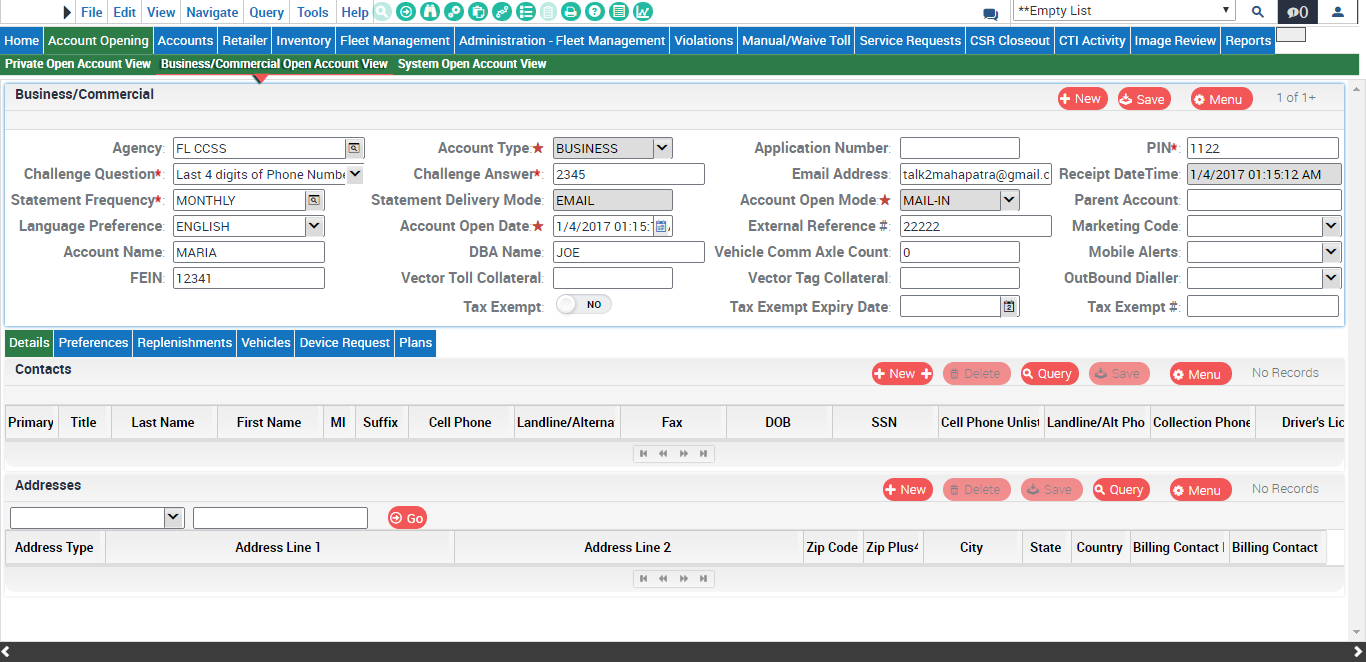 File Edit View Navigate Query Tools Help **Empty List 0
Home Account Opening Accounts Retailer Inventory Fleet Management Administration - Fleet Management Violations Manual/Waive Toll Service Requests CSR Closeout CTI Activity Image Review Reports
Private Open Account View Business/Commercial Open Account View System Open Account View
Business/Commercial New Save Menu 1 of 1+
Agency: FL CCSS Account Type★: BUSINESS Application Number: PIN★: 1122
Challenge Question★: Last 4 digits of Phone Numbe Challenge Answer★: 2345 Email Address: talk2mahapatra@gmail.c Receipt DateTime: 1/4/2017 01:15:12 AM
Statement Frequency★: MONTHLY Statement Delivery Mode: EMAIL Account Open Mode★: MAIL-IN Parent Account:
Language Preference: ENGLISH Account Open Date★: 1/4/2017 01:15: External Reference #: 22222 Marketing Code:
Account Name: MARIA DBA Name: JOE Vehicle Comm Axle Count: 0 Mobile Alerts:
FEIN: 12341 Vector Toll Collateral: Vector Tag Collateral: OutBound Dialler:
Tax Exempt: NO Tax Exempt Expiry Date: Tax Exempt #:
Details Preferences Replenishments Vehicles Device Request Plans
Contacts New Delete Query Save Menu No Records
Primary Title Last Name First Name MI Suffix Cell Phone Landline/Alterna Fax DOB SSN Cell Phone Unlist Landline/Alt Pho Collection Phone Driver's Lic
Addresses New Delete Save Query Menu No Records
Go
Address Type Address Line 1 Address Line 2 Zip Code Zip Plus4 City State Country Billing Contact Billing Contact